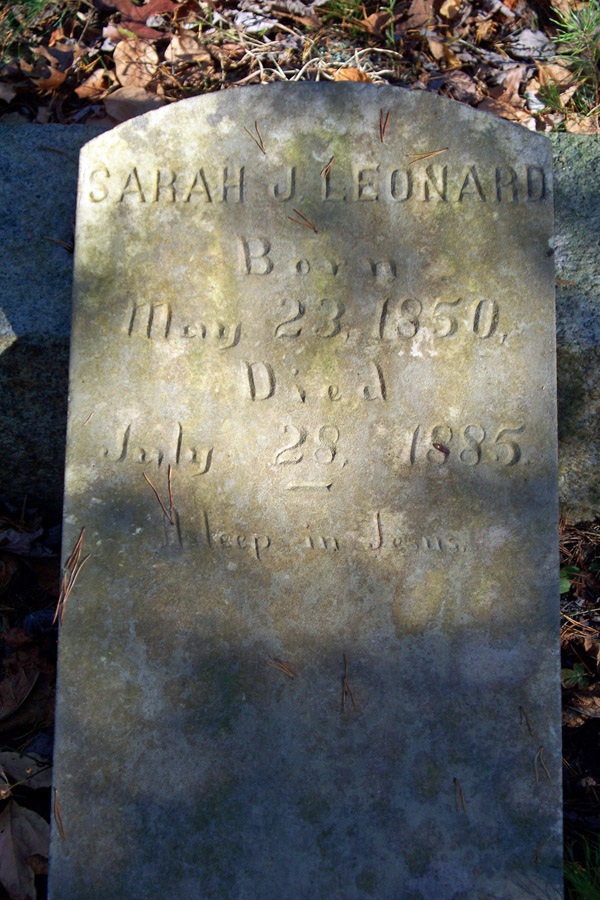 SARAH J. LEONARD
Born
May 23, 1850,
Died
July 28, 1885.
Asleep in Jesus.